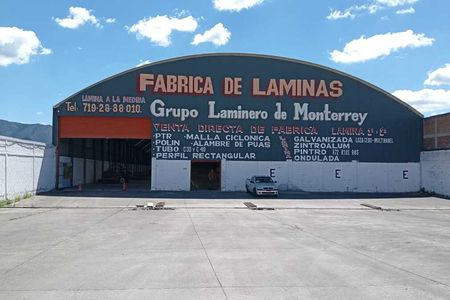 FABRICA DE LAMINAS
Grupo Laminero de Monterrey
LAMINA A LA MEDIDA
Tel. 719-28-88-010.
VENTA DIRECTA DE FABRICA
LAMINA
PTR - MALLA CICLONICA
POLIN - ALAMBRE DE PUAS
TUBO
PERFIL RECTANGULAR
GALVANIZADA
ZINTROALUM
PINTRO
ONDULADA
E
E
E